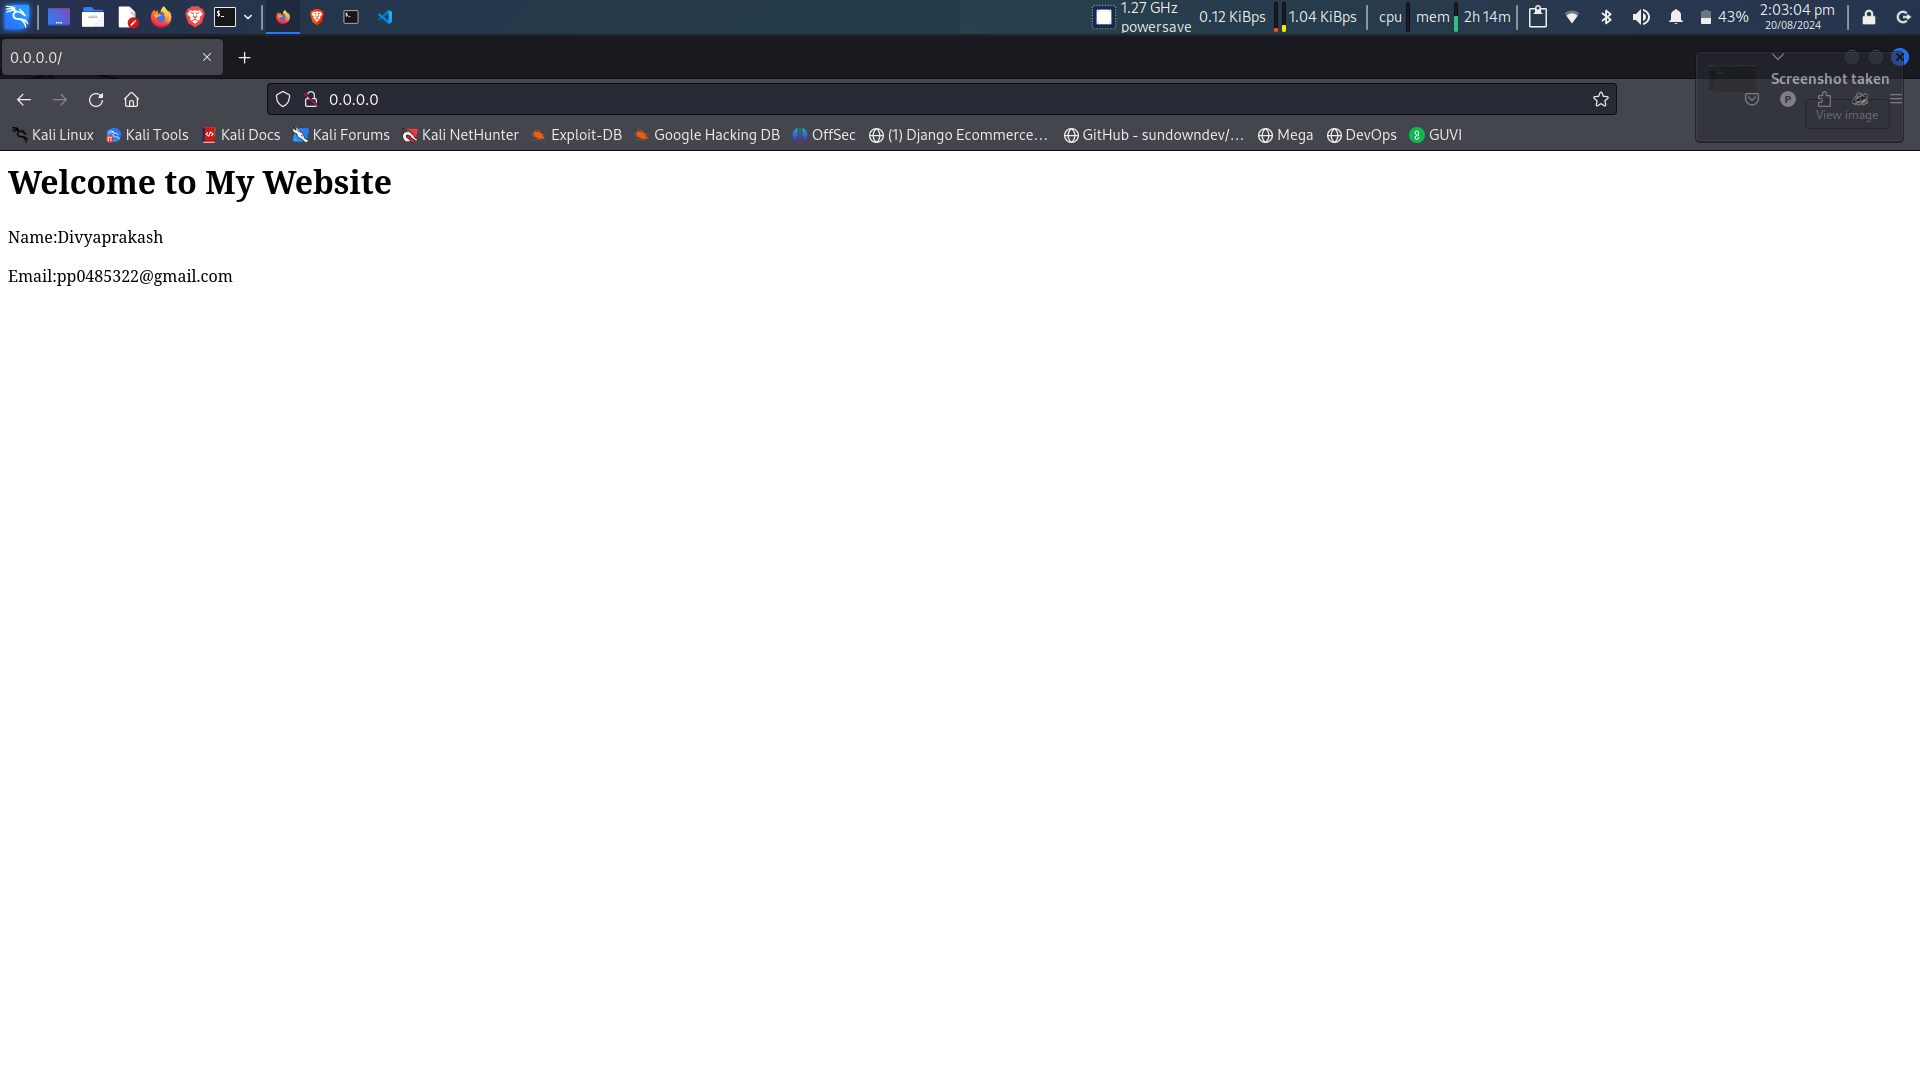 1.27 GHz
powersave
0.12 KiBps
1.04 KiBps
cpu
mem
2h 14m
43%
2:03:04 pm
20/08/2024
0.0.0.0/
Screenshot taken
View image
0.0.0.0
Kali Linux
Kali Tools
Kali Docs
Kali Forums
Kali NetHunter
Exploit-DB
Google Hacking DB
OffSec
(1) Django Ecommerce…
GitHub - sundowndev/…
Mega
DevOps
GUVI
Welcome to My Website
Name:Divyaprakash
Email:pp0485322@gmail.com